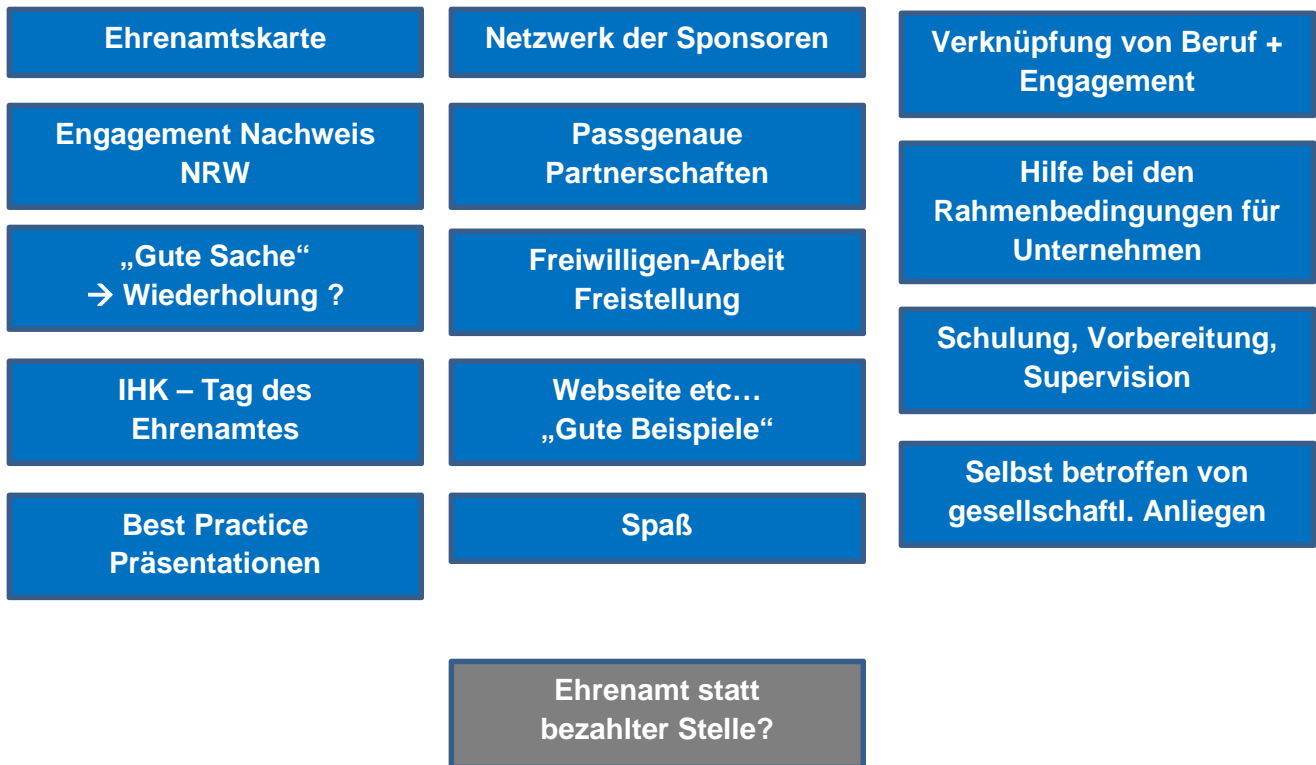 Ehrenamtskarte
Engagement Nachweis
NRW
„Gute Sache“
→ Wiederholung ?
IHK – Tag des
Ehrenamtes
Best Practice
Präsentationen
Netzwerk der Sponsoren
Passgenaue
Partnerschaften
Freiwilligen-Arbeit
Freistellung
Webseite etc…
„Gute Beispiele“
Spaß
Verknüpfung von Beruf +
Engagement
Hilfe bei den
Rahmenbedingungen für
Unternehmen
Schulung, Vorbereitung,
Supervision
Selbst betroffen von
gesellschaftl. Anliegen
Ehrenamt statt
bezahlter Stelle?